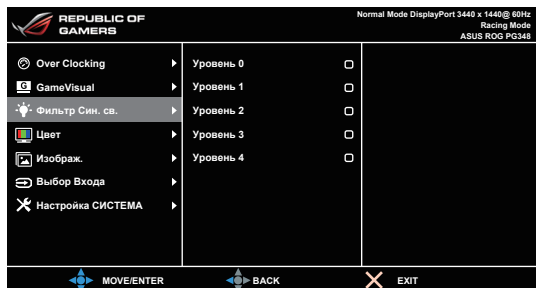 REPUBLIC OF
GAMERS
Normal Mode DisplayPort 3440 x 1440@ 60Hz
Racing Mode
ASUS ROG PG348
Over Clocking
GameVisual
Фильтр Син. св.
Цвет
Изображ.
Выбор Входа
Настройка СИСТЕМА
Уровень 0
Уровень 1
Уровень 2
Уровень 3
Уровень 4
MOVE/ENTER
BACK
EXIT